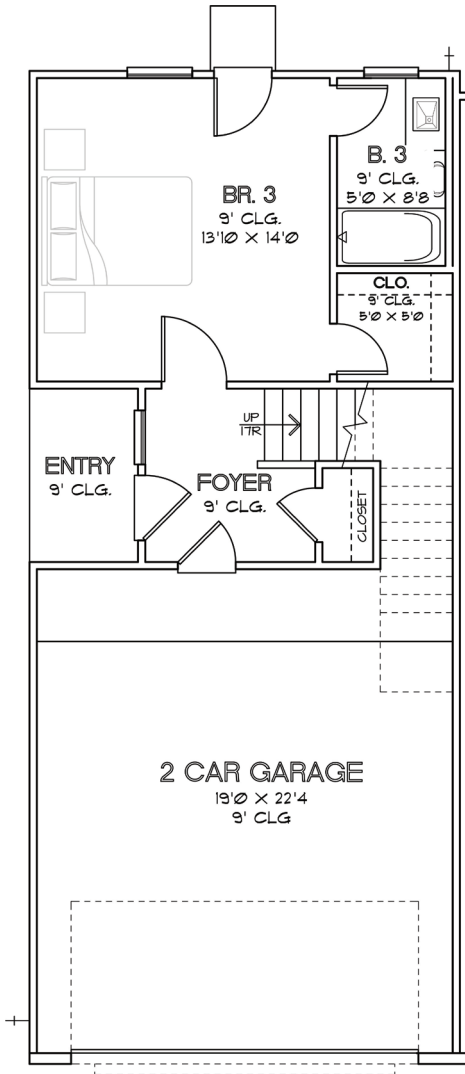 BR. 3
9' CLG.
13'10 X 14'0
B. 3
9' CLG.
5'0 X 8'8
CLO.
9' CLG.
5'0 X 5'0
UP
17R
ENTRY
9' CLG.
FOYER
9' CLG.
CLOSET
2 CAR GARAGE
19'0 X 22'4
9' CLG